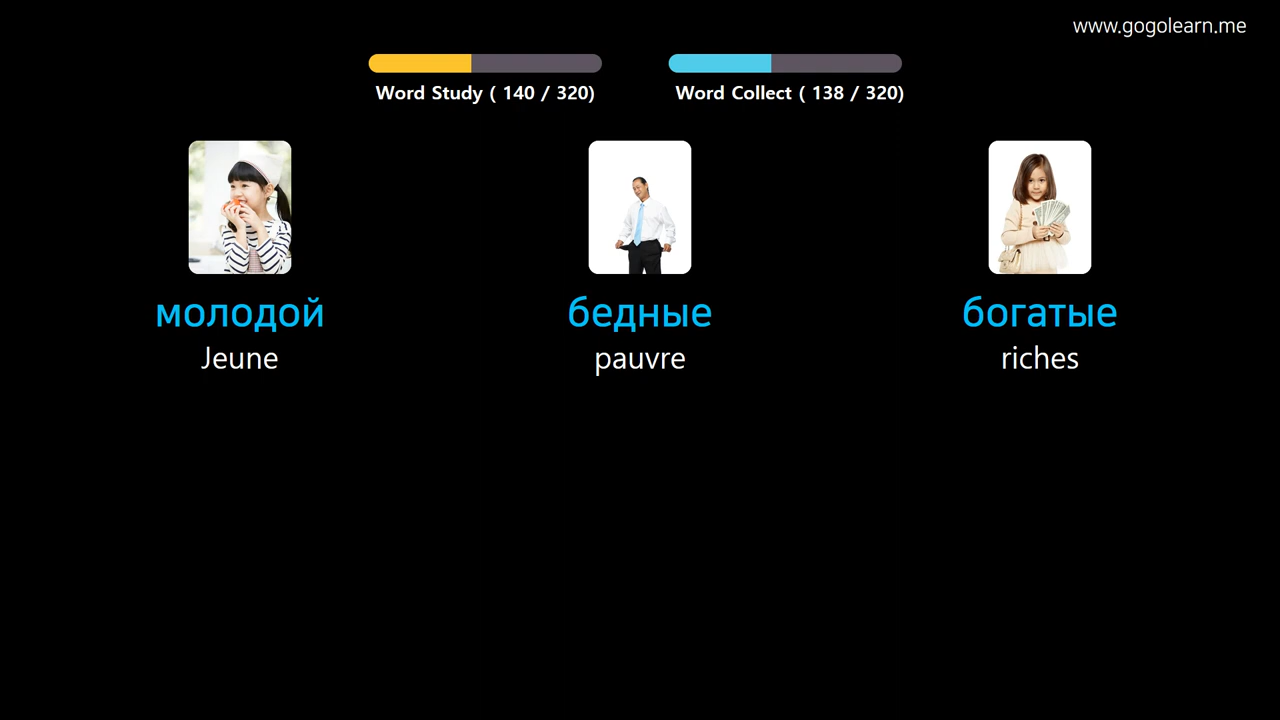 www.gogolearn.me
Word Study ( 140 / 320)
Word Collect ( 138 / 320)
молодой
бедные
богатые
Jeune
pauvre
riches